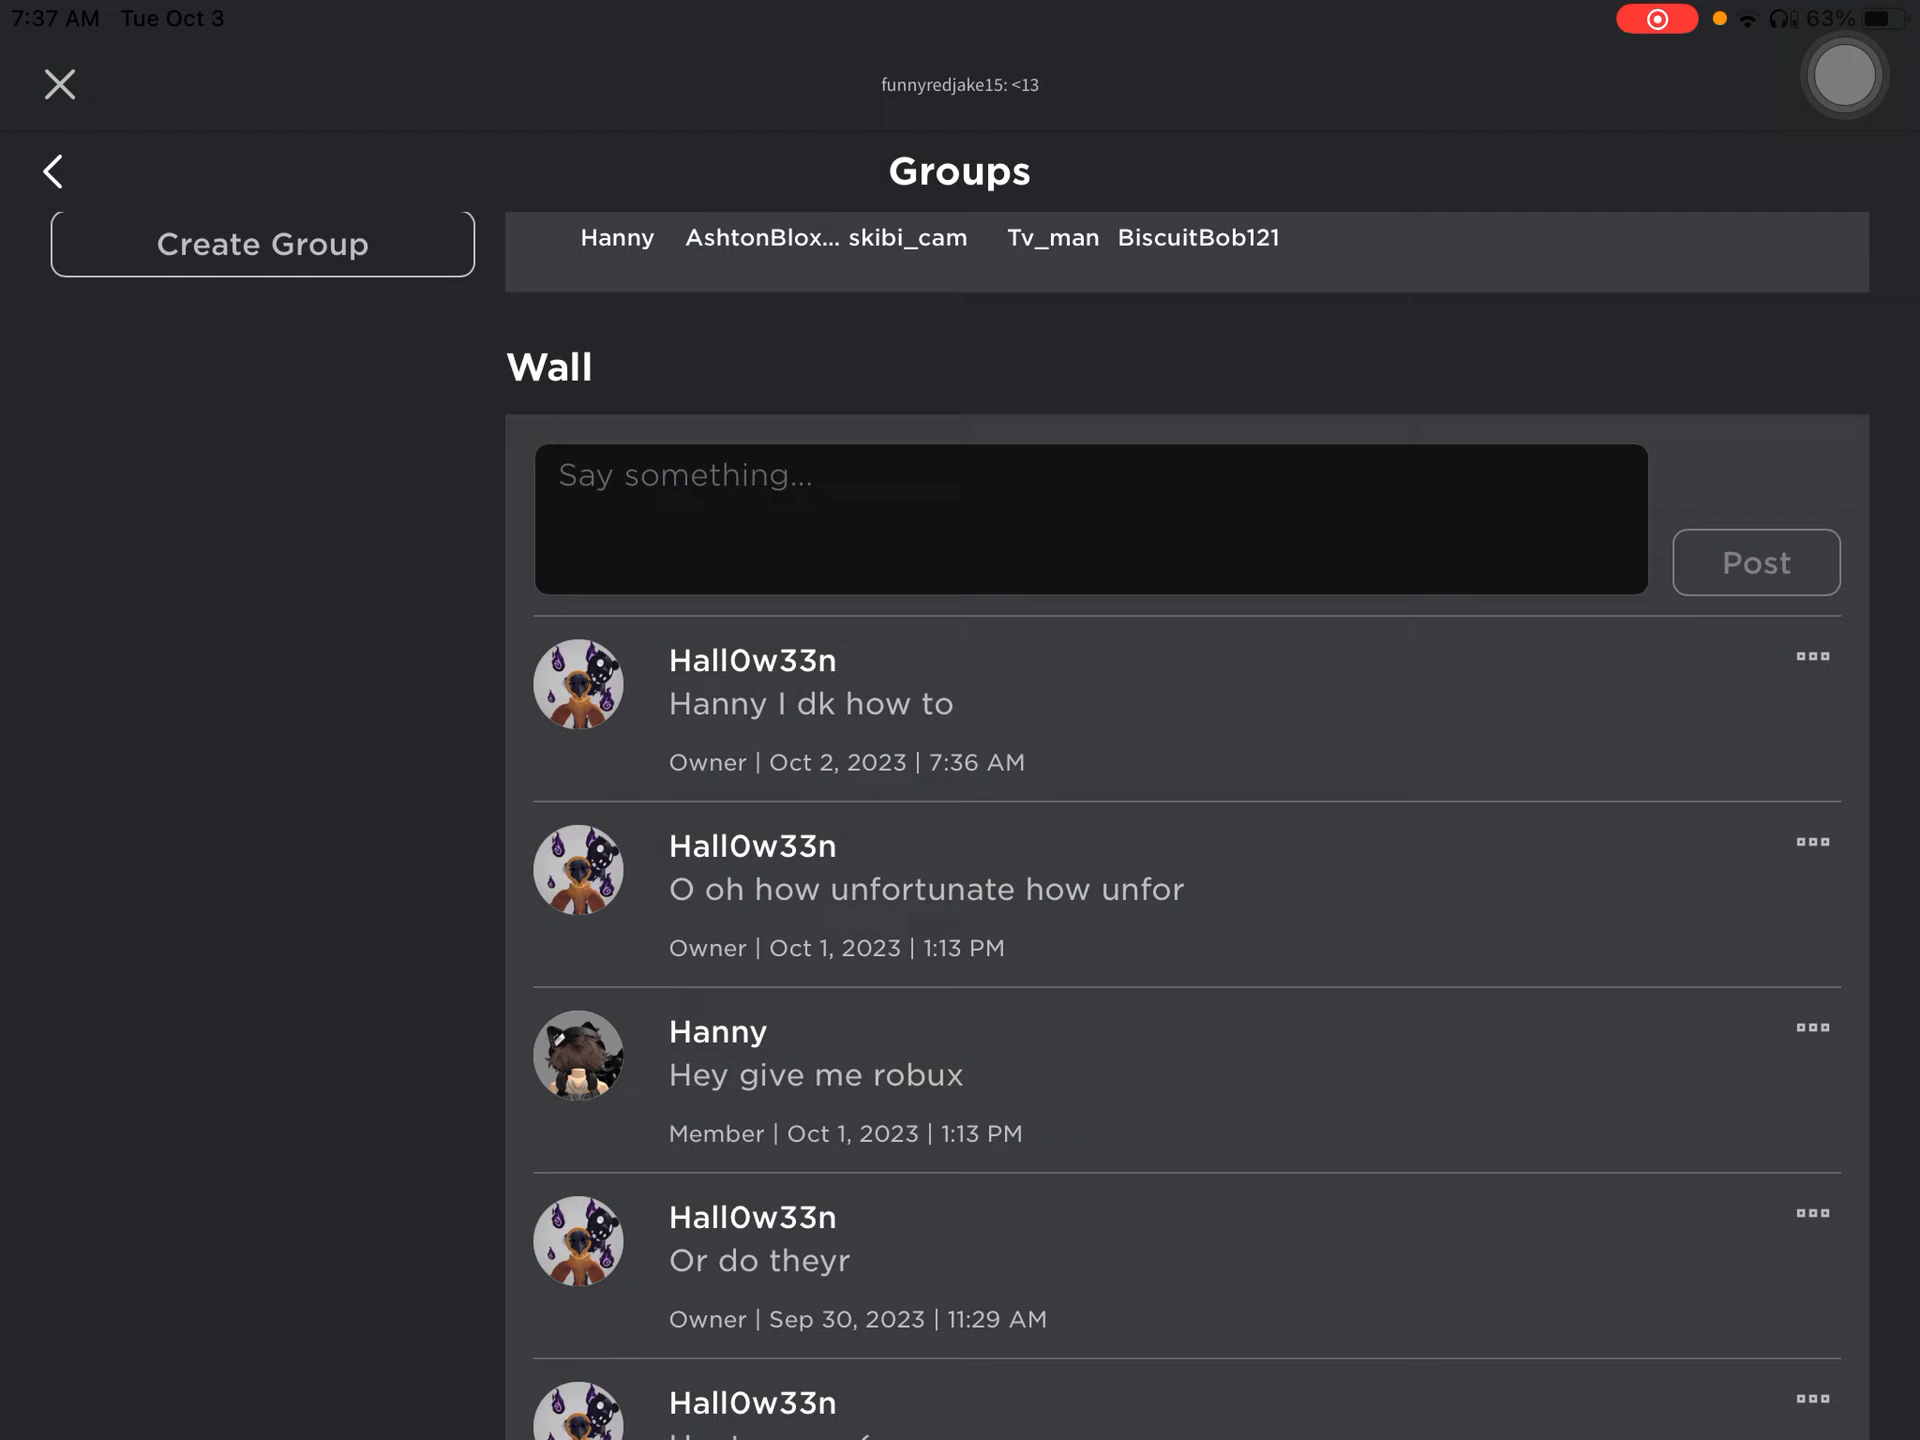 7:37 AM Tue Oct 3
63%
funnyredjake15: <13
Groups
Create Group
Hanny AshtonBlox... skibi_cam Tv_man BiscuitBob121
Wall
Say something...
Post
Hall0w33n
Hanny I dk how to
Owner | Oct 2, 2023 | 7:36 AM
Hall0w33n
O oh how unfortunate how unfor
Owner | Oct 1, 2023 | 1:13 PM
Hanny
Hey give me robux
Member | Oct 1, 2023 | 1:13 PM
Hall0w33n
Or do theyr
Owner | Sep 30, 2023 | 11:29 AM
Hall0w33n